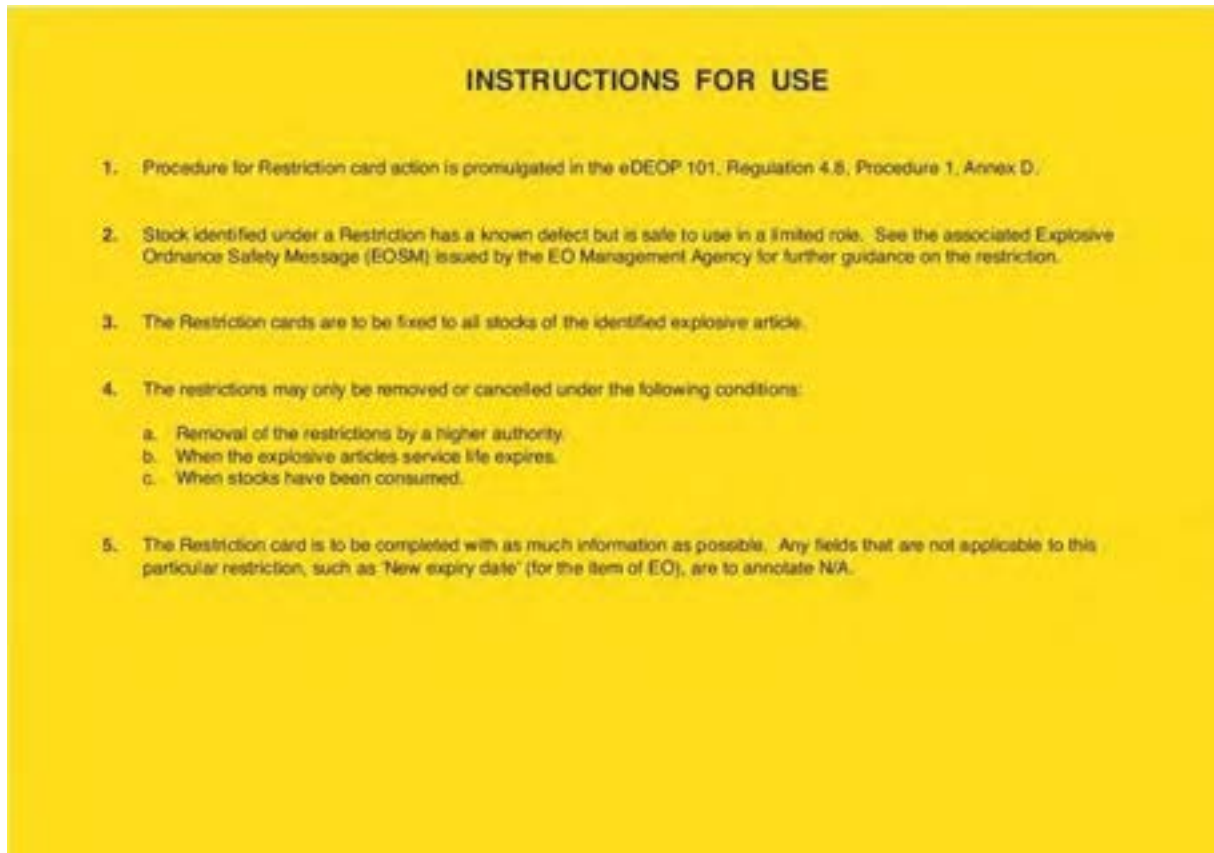 INSTRUCTIONS FOR USE
1. Procedure for Restriction card action is promulgated in the eDEOP 101, Regulation 4.8, Procedure 1, Annex D.
2. Stock identified under a Restriction has a known defect but is safe to use in a limited role. See the associated Explosive
Ordnance Safety Message (EOSM) issued by the EO Management Agency for further guidance on the restriction.
3. The Restriction cards are to be fixed to all stocks of the identified explosive article.
4. The restrictions may only be removed or cancelled under the following conditions:
a. Removal of the restrictions by a higher authority.
b. When the explosive articles service life expires.
c. When stocks have been consumed.
5. The Restriction card is to be completed with as much information as possible. Any fields that are not applicable to this
particular restriction, such as 'New expiry date' (for the item of EO), are to annotate N/A.